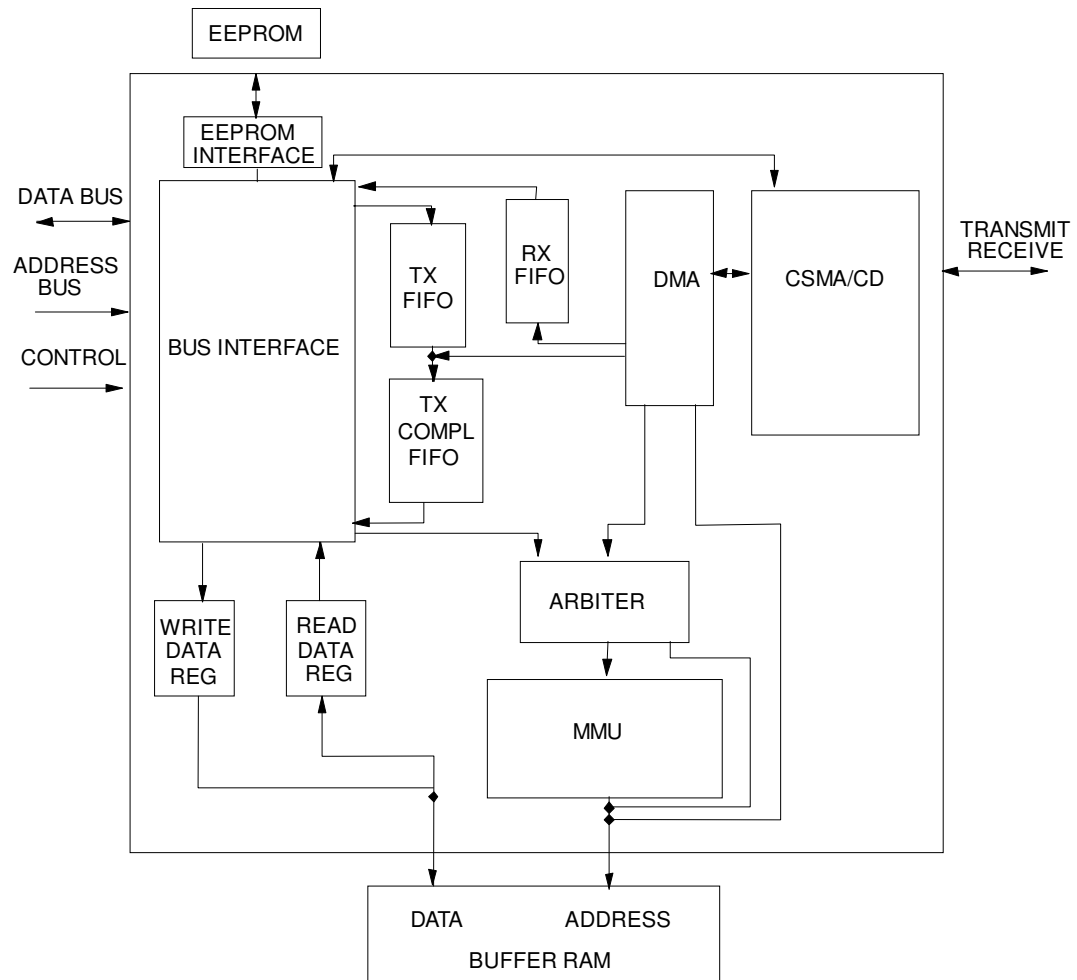 EEPROM
EEPROM
INTERFACE
DATA BUS
ADDRESS
BUS
CONTROL
BUS INTERFACE
TX
FIFO
RX
FIFO
DMA
CSMA/CD
TRANSMIT
RECEIVE
TX
COMPL
FIFO
ARBITER
WRITE
DATA
REG
READ
DATA
REG
MMU
DATA
ADDRESS
BUFFER RAM